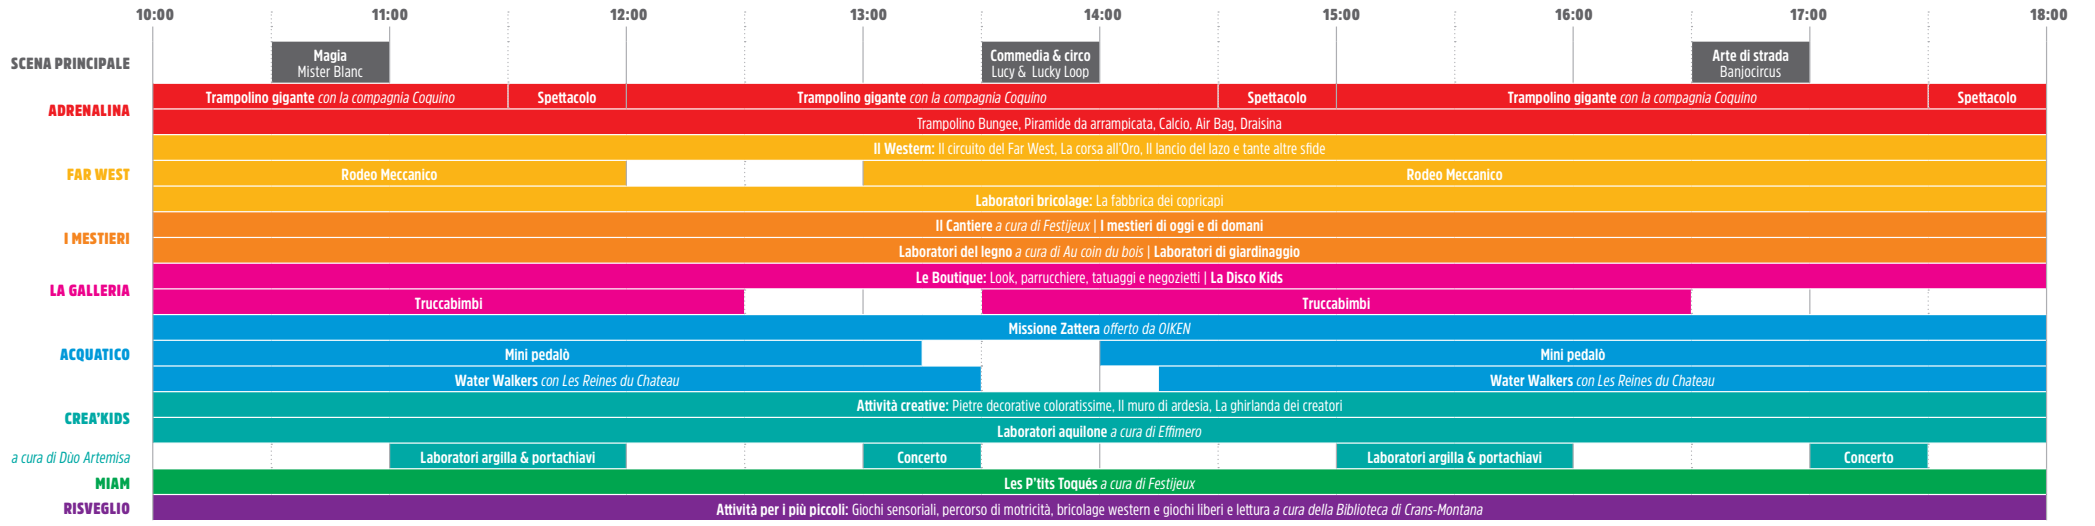 10:00 11:00 12:00 13:00 14:00 15:00 16:00 17:00 18:00
SCENA PRINCIPALE
Magia
Mister Blanc
Commedia & circo
Lucy & Lucky Loop
Arte di strada
Banjocircus
ADRENALINA
Trampolino gigante con la compagnia Coquino Spettacolo Trampolino gigante con la compagnia Coquino Spettacolo Trampolino gigante con la compagnia Coquino Spettacolo
Trampolino Bungee, Piramide da arrampicata, Calcio, Air Bag, Draisina
FAR WEST
Il Western: Il circuito del Far West, La corsa all'Oro, Il lancio del lazo e tante altre sfide
Rodeo Meccanico Rodeo Meccanico
Laboratori bricolage: La fabbrica dei copricapi
I MESTIERI
Il Cantiere a cura di Festijeux | I mestieri di oggi e di domani
Laboratori del legno a cura di Au coin du bois | Laboratori di giardinaggio
LA GALLERIA
Le Boutique: Look, parrucchiere, tatuaggi e negozietti | La Disco Kids
Truccabimbi Truccabimbi
ACQUATICO
Missione Zattera offerto da OIKEN
Mini pedalò Mini pedalò
Water Walkers con Les Reines du Chateau Water Walkers con Les Reines du Chateau
CREA'KIDS
Attività creative: Pietre decorative coloratissime, Il muro di ardesia, La ghirlanda dei creatori
Laboratori aquilone a cura di Effimero
a cura di Dùo Artemisa Laboratori argilla & portachiavi Concerto Laboratori argilla & portachiavi Concerto
MIAM Les P'tits Toqués a cura di Festijeux
RISVEGLIO Attività per i più piccoli: Giochi sensoriali, percorso di motricità, bricolage western e giochi liberi e lettura a cura della Biblioteca di Crans-Montana